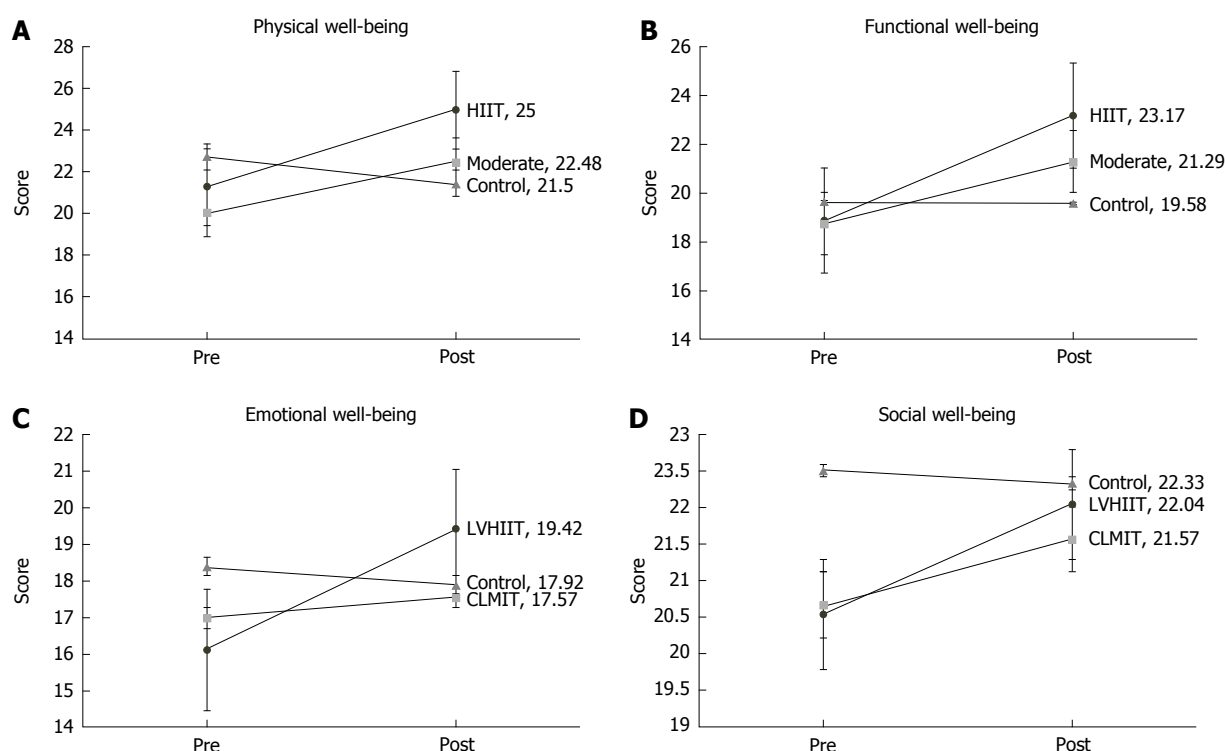 A
Physical well-being
28
26
24
22
20
18
16
14
Score
HIIT, 25
Moderate, 22.48
Control, 21.5
Pre
Post
B
Functional well-being
26
24
22
20
18
16
14
Score
HIIT, 23.17
Moderate, 21.29
Control, 19.58
Pre
Post
C
Emotional well-being
22
21
20
19
18
17
16
15
14
Score
LVHIIT, 19.42
Control, 17.92
CLMIT, 17.57
Pre
Post
D
Social well-being
23
23.5
22
21.5
21
20.5
20
19.5
19
Score
Control, 22.33
LVHIIT, 22.04
CLMIT, 21.57
Pre
Post